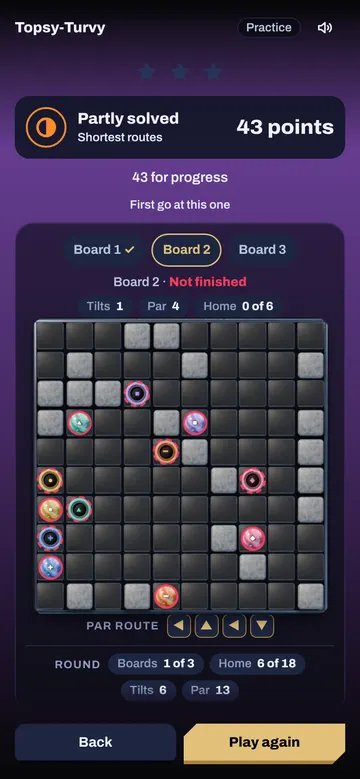 Topsy-Turvy
Practice
Partly solved
Shortest routes
43 points
43 for progress
First go at this one
Board 1 ✓
Board 2
Board 3
Board 2 · Not finished
Tilts 1
Par 4
Home 0 of 6
PAR ROUTE
ROUND
Boards 1 of 3
Home 6 of 18
Tilts 6
Par 13
Back
Play again